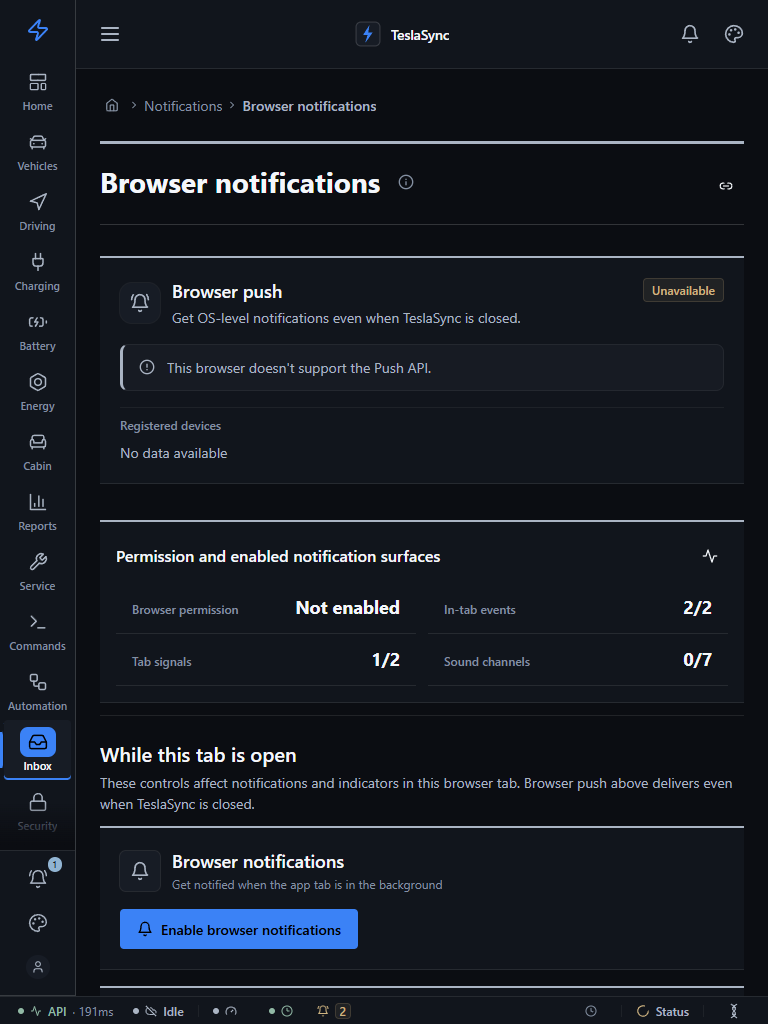 TeslaSync
Home
Vehicles
Driving
Charging
Battery
Energy
Cabin
Reports
Service
Commands
Automation
Inbox
Security
1
Notifications
Browser notifications
Browser notifications
Browser push
Unavailable
Get OS-level notifications even when TeslaSync is closed.
This browser doesn't support the Push API.
Registered devices
No data available
Permission and enabled notification surfaces
Browser permission Not enabled
In-tab events 2/2
Tab signals 1/2
Sound channels 0/7
While this tab is open
These controls affect notifications and indicators in this browser tab. Browser push above delivers even
when TeslaSync is closed.
Browser notifications
Get notified when the app tab is in the background
Enable browser notifications
API · 191ms Idle 2 Status